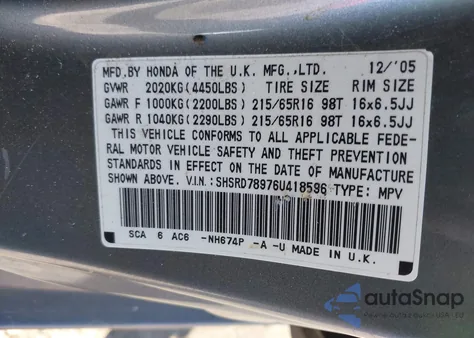 MFD.BY HONDA OF THE U.K. MFG.,LTD. 12/'05
GVWR 2020KG(4450LBS) TIRE SIZE RIM SIZE
GAWR F 1000KG(2200LBS) 215/65R16 98T 16x6.5JJ
GAWR R 1040KG(2290LBS) 215/65R16 98T 16x6.5JJ
THIS VEHICLE CONFORMS TO ALL APPLICABLE FEDE-
RAL MOTOR VEHICLE SAFETY AND THEFT PREVENTION
STANDARDS IN EFFECT ON THE DATE OF MANUFACTURE
SHOWN ABOVE. V.I.N.:SHSRD78976U418596 TYPE: MPV
SCA 6 AC6 -NH674P -A -U MADE IN U.K.
autoSnap